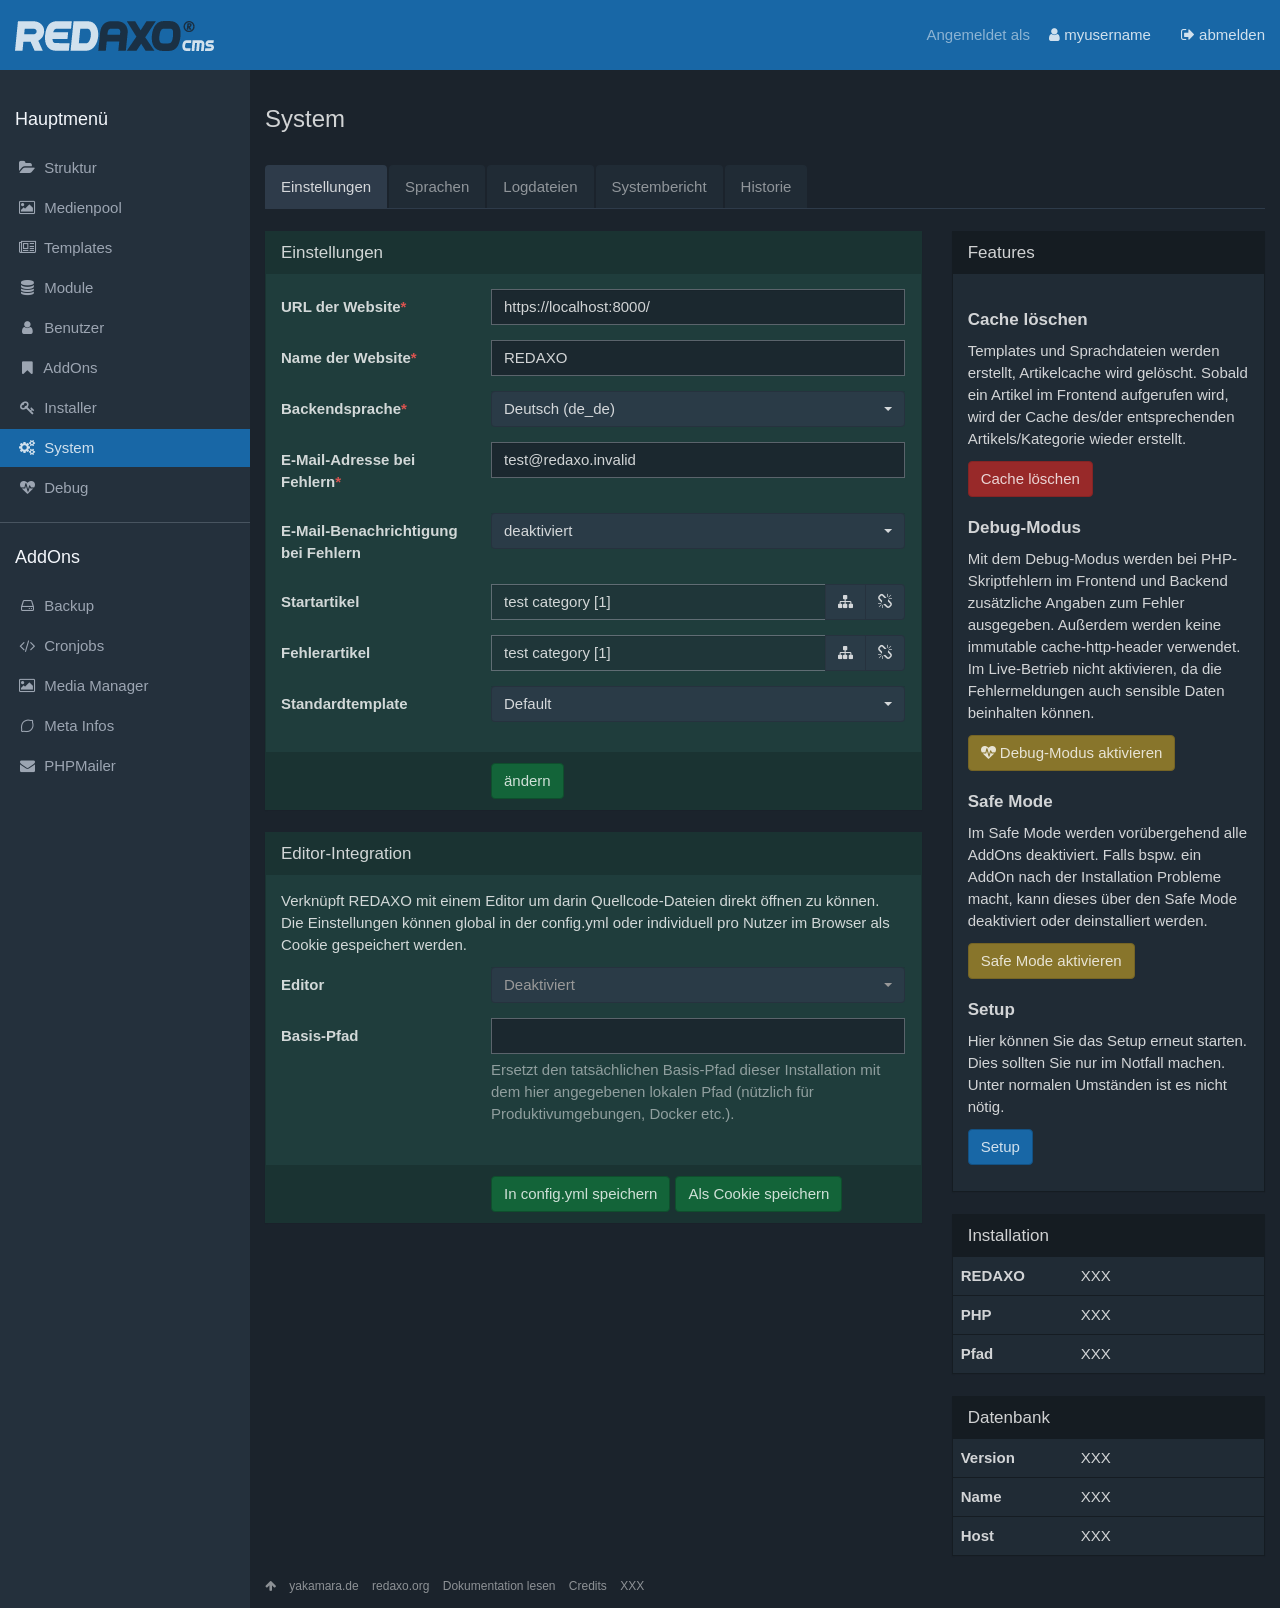 REDAXO® cms
Angemeldet als myusername abmelden
Hauptmenü
Struktur
Medienpool
Templates
Module
Benutzer
AddOns
Installer
System
Debug
AddOns
Backup
Cronjobs
Media Manager
Meta Infos
PHPMailer
System
Einstellungen Sprachen Logdateien Systembericht Historie
Einstellungen
URL der Website* https://localhost:8000/
Name der Website* REDAXO
Backendsprache* Deutsch (de_de)
E-Mail-Adresse bei test@redaxo.invalid
Fehlern*
E-Mail-Benachrichtigung deaktiviert
bei Fehlern
Startartikel test category [1]
Fehlerartikel test category [1]
Standardtemplate Default
ändern
Editor-Integration
Verknüpft REDAXO mit einem Editor um darin Quellcode-Dateien direkt öffnen zu können.
Die Einstellungen können global in der config.yml oder individuell pro Nutzer im Browser als
Cookie gespeichert werden.
Editor Deaktiviert
Basis-Pfad
Ersetzt den tatsächlichen Basis-Pfad dieser Installation mit
dem hier angegebenen lokalen Pfad (nützlich für
Produktivumgebungen, Docker etc.).
In config.yml speichern Als Cookie speichern
Features
Cache löschen
Templates und Sprachdateien werden
erstellt, Artikelcache wird gelöscht. Sobald
ein Artikel im Frontend aufgerufen wird,
wird der Cache des/der entsprechenden
Artikels/Kategorie wieder erstellt.
Cache löschen
Debug-Modus
Mit dem Debug-Modus werden bei PHP-
Skriptfehlern im Frontend und Backend
zusätzliche Angaben zum Fehler
ausgegeben. Außerdem werden keine
immutable cache-http-header verwendet.
Im Live-Betrieb nicht aktivieren, da die
Fehlermeldungen auch sensible Daten
beinhalten können.
Debug-Modus aktivieren
Safe Mode
Im Safe Mode werden vorübergehend alle
AddOns deaktiviert. Falls bspw. ein
AddOn nach der Installation Probleme
macht, kann dieses über den Safe Mode
deaktiviert oder deinstalliert werden.
Safe Mode aktivieren
Setup
Hier können Sie das Setup erneut starten.
Dies sollten Sie nur im Notfall machen.
Unter normalen Umständen ist es nicht
nötig.
Setup
Installation
REDAXO XXX
PHP XXX
Pfad XXX
Datenbank
Version XXX
Name XXX
Host XXX
yakamara.de redaxo.org Dokumentation lesen Credits XXX